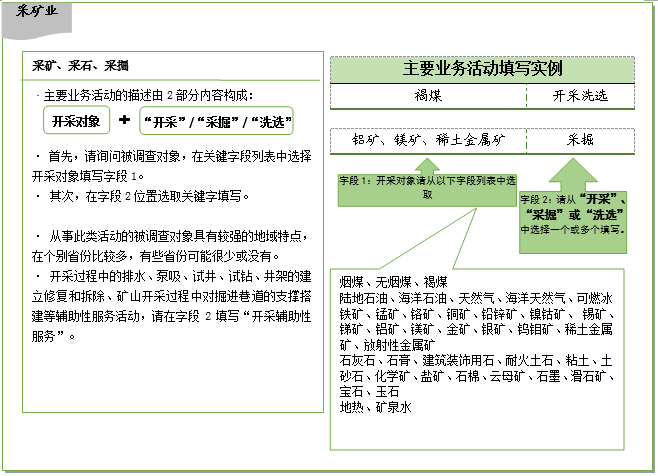 采矿业
采矿、采石、采掘
·主要业务活动的描述由2部分内容构成：
开采对象 + “开采”/“采掘”/“洗选”
· 首先，请询问被调查对象，在关键字段列表中选择
开采对象填写字段1。
· 其次，在字段2位置选取关键字填写。
· 从事此类活动的被调查对象具有较强的地域特点，
在个别省份比较多，有些省份可能很少或没有。
· 开采过程中的排水、泵吸、试井、试钻、井架的建
立修复和拆除、矿山开采过程中对掘进巷道的支撑搭
建等辅助性服务活动，请在字段2填写“开采辅助性
服务”。
主要业务活动填写实例
褐煤 开采洗选
铝矿、镁矿、稀土金属矿 采掘
字段1：开采对象请从以下字段列表中选
取
字段2：请从“开采”、
“采掘”或“洗选”
中选择一个或多个填写。
烟煤、无烟煤、褐煤
陆地石油、海洋石油、天然气、海洋天然气、可燃冰
铁矿、锰矿、铬矿、铜矿、铅锌矿、镍钴矿、锡矿、
锑矿、铝矿、镁矿、金矿、银矿、钨钼矿、稀土金属
矿、放射性金属矿
石灰石、石膏、建筑装饰用石、耐火土石、粘土、土
砂石、化学矿、盐矿、石棉、云母矿、石墨、滑石矿、
宝石、玉石
地热、矿泉水